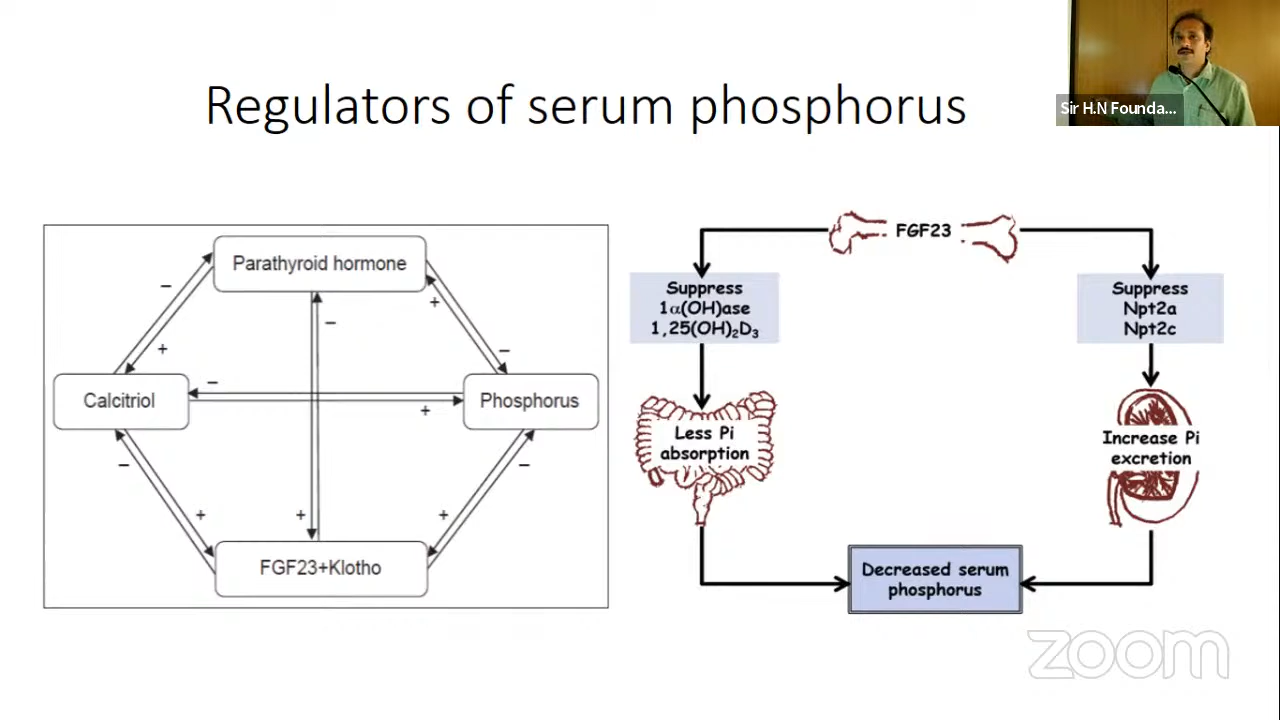 Regulators of serum phosphorus
Sir H.N Founda...
Parathyroid hormone
−
+
+
−
−
Calcitriol
−
+
Phosphorus
−
+
+
+
−
FGF23+Klotho
FGF23
Suppress
1α(OH)ase
1,25(OH)₂D₃
Suppress
Npt2a
Npt2c
Less Pi
absorption
Increase Pi
excretion
Decreased serum
phosphorus
zoom